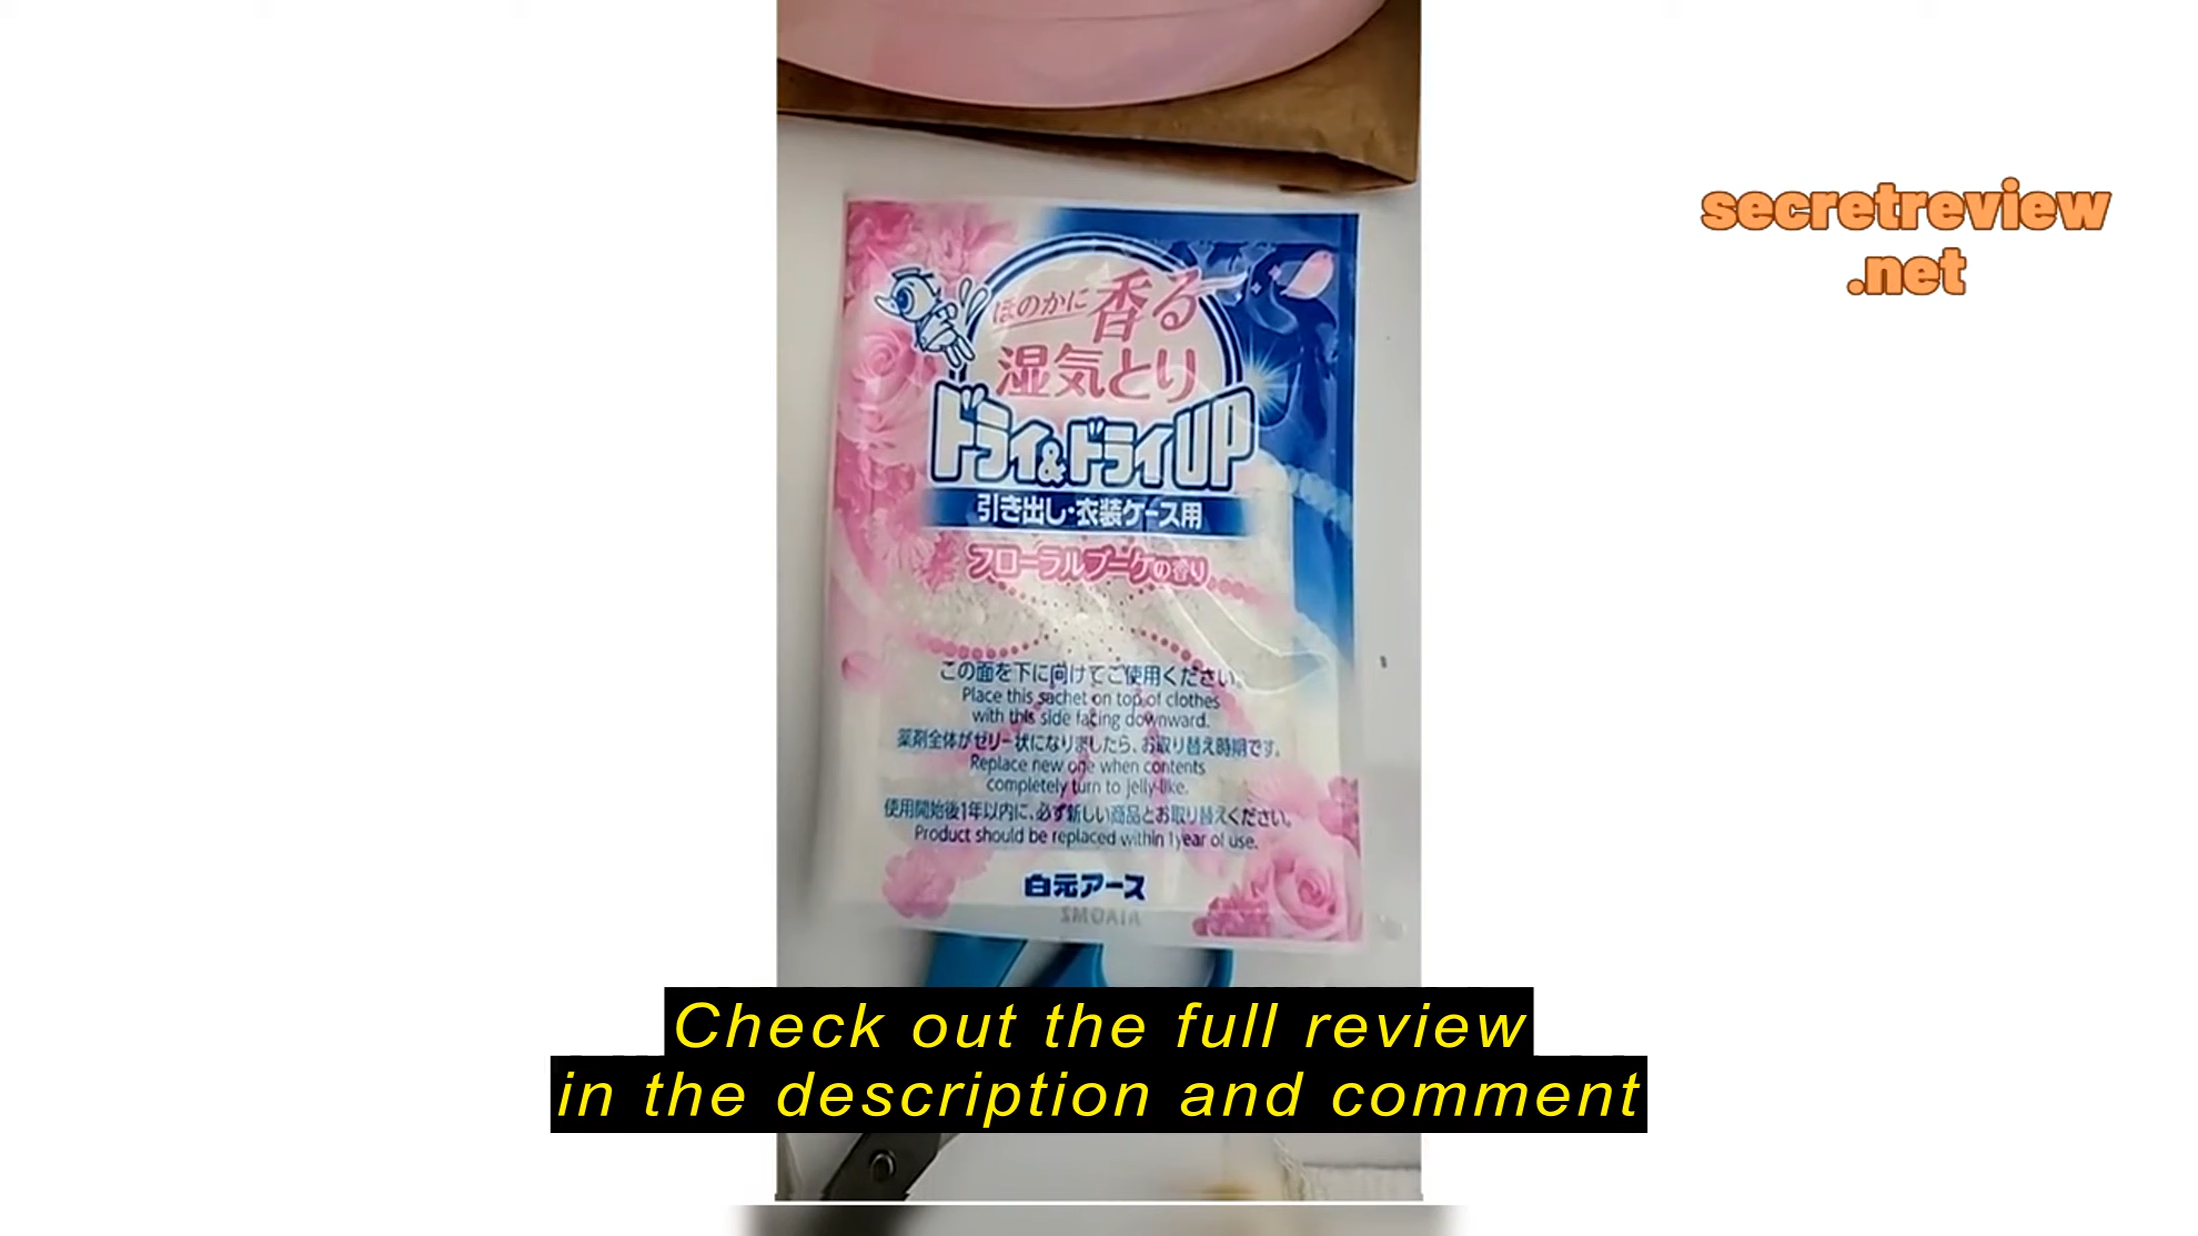 secretreview
.net
ほのかに香る
湿気とり
ドライ&ドライUP
引き出し・衣装ケース用
フローラルブーケの香り
この面を下に向けてご使用ください。
Place this sachet on top of clothes
with this side facing downward.
薬剤全体がゼリー状になりましたら、お取り替え時期です。
Replace new one when contents
completely turn to jelly-like.
使用開始後1年以内に、必ず新しい商品とお取り替えください。
Product should be replaced within 1year of use.
白元アース
Check out the full review
in the description and comment